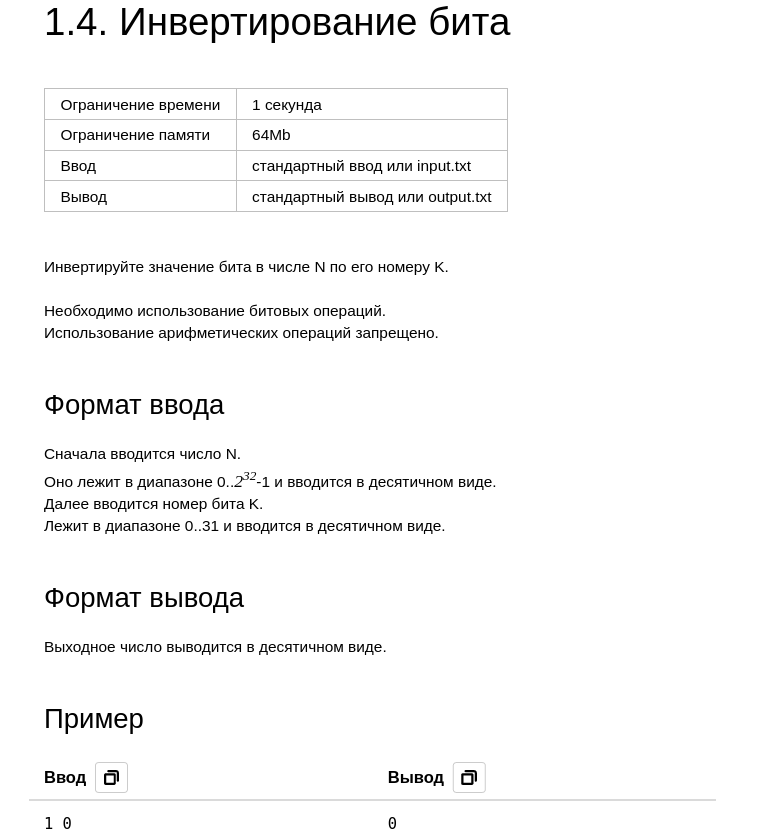 1.4. Инвертирование бита
Ограничение времени 1 секунда
Ограничение памяти 64Mb
Ввод стандартный ввод или input.txt
Вывод стандартный вывод или output.txt
Инвертируйте значение бита в числе N по его номеру K.
Необходимо использование битовых операций.
Использование арифметических операций запрещено.
Формат ввода
Сначала вводится число N.
Оно лежит в диапазоне 0..2^32-1 и вводится в десятичном виде.
Далее вводится номер бита K.
Лежит в диапазоне 0..31 и вводится в десятичном виде.
Формат вывода
Выходное число выводится в десятичном виде.
Пример
Ввод Вывод
1 0 0